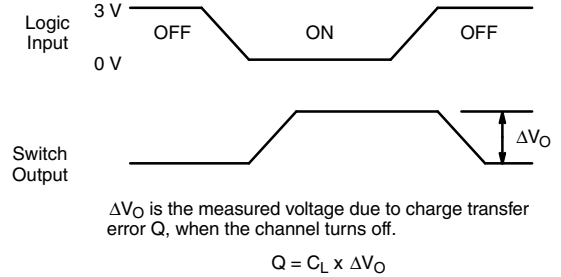 3 V
Logic
Input
OFF
ON
OFF
0 V
Switch
Output
ΔVO
ΔVO is the measured voltage due to charge transfer
error Q, when the channel turns off.
Q = CL x ΔVO